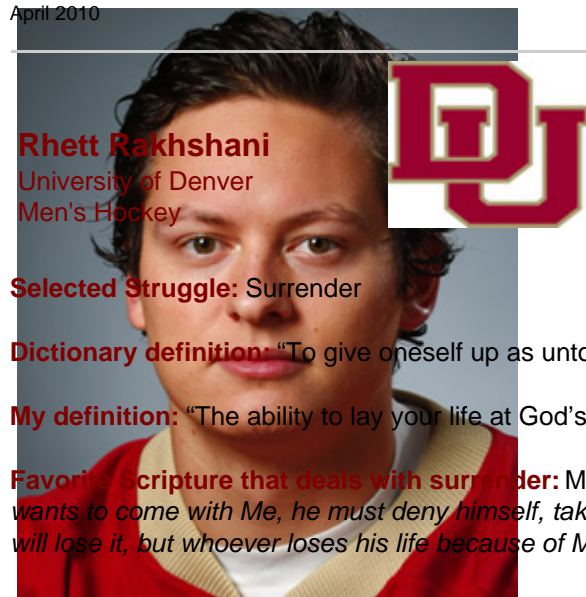 April 2010
DU
Rhett Rakhshani
University of Denver
Men's Hockey
Selected Struggle: Surrender
Dictionary definition: “To give oneself up as unto
My definition: “The ability to lay your life at God’s
Favorite Scripture that deals with surrender: M
wants to come with Me, he must deny himself, tak
will lose it, but whoever loses his life because of M